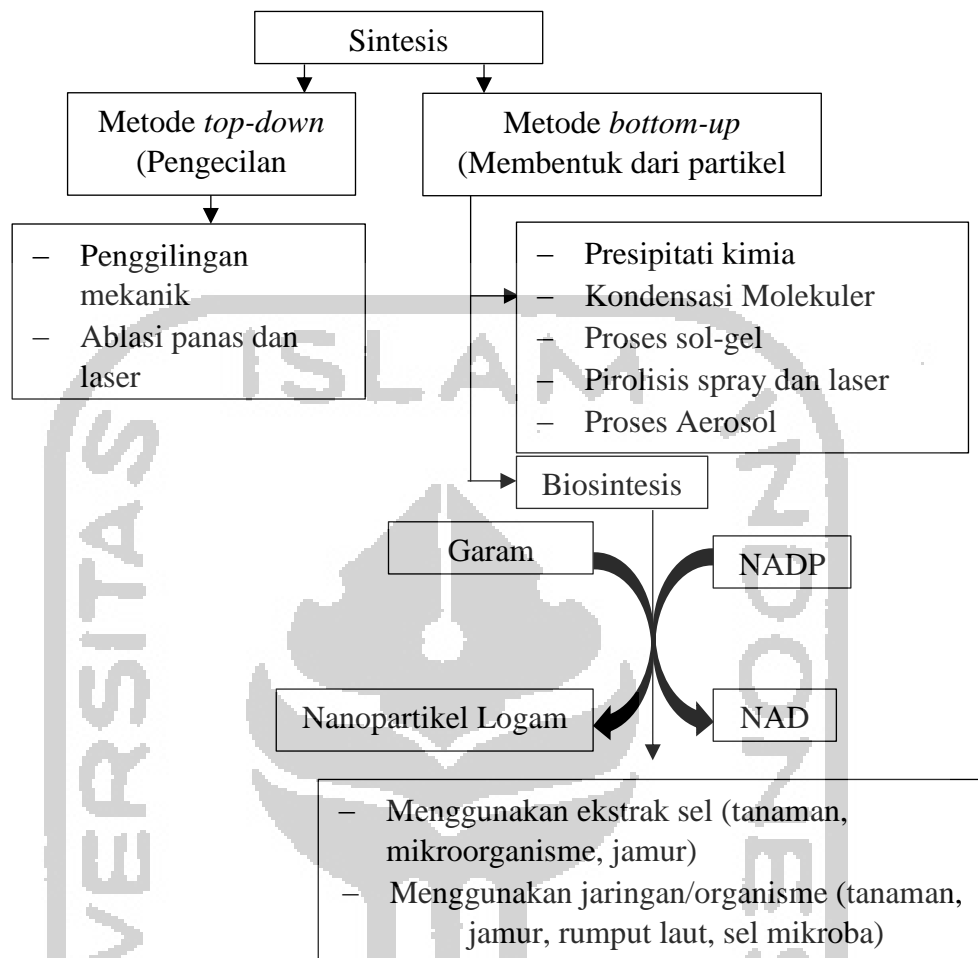 Sintesis
Metode top-down
(Pengecilan
Metode bottom-up
(Membentuk dari partikel
– Penggilingan
mekanik
– Ablasi panas dan
laser
– Presipitati kimia
– Kondensasi Molekuler
– Proses sol-gel
– Pirolisis spray dan laser
– Proses Aerosol
Biosintesis
Garam
NADP
Nanopartikel Logam
NAD
– Menggunakan ekstrak sel (tanaman,
mikroorganisme, jamur)
– Menggunakan jaringan/organisme (tanaman,
jamur, rumput laut, sel mikroba)
ISLAM